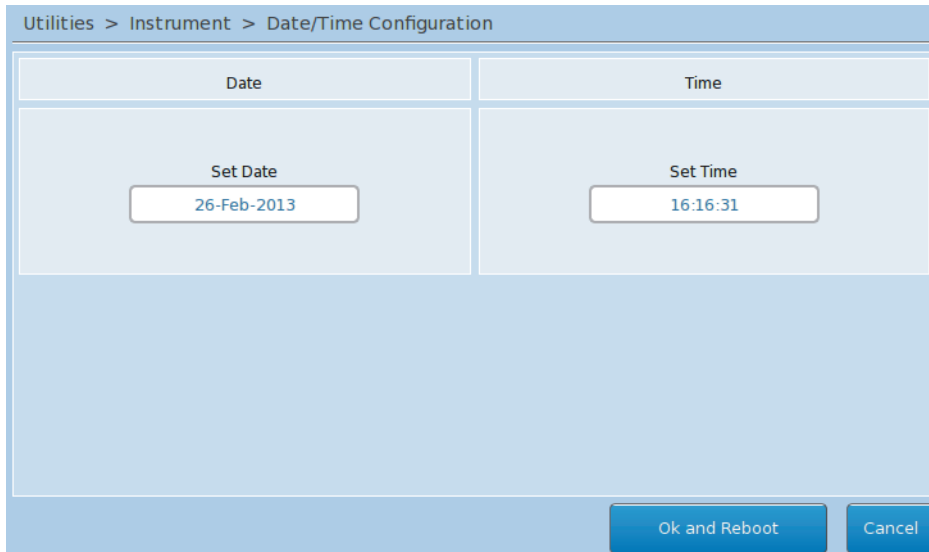 Utilities > Instrument > Date/Time Configuration
Date
Time
Set Date
26-Feb-2013
Set Time
16:16:31
Ok and Reboot
Cancel